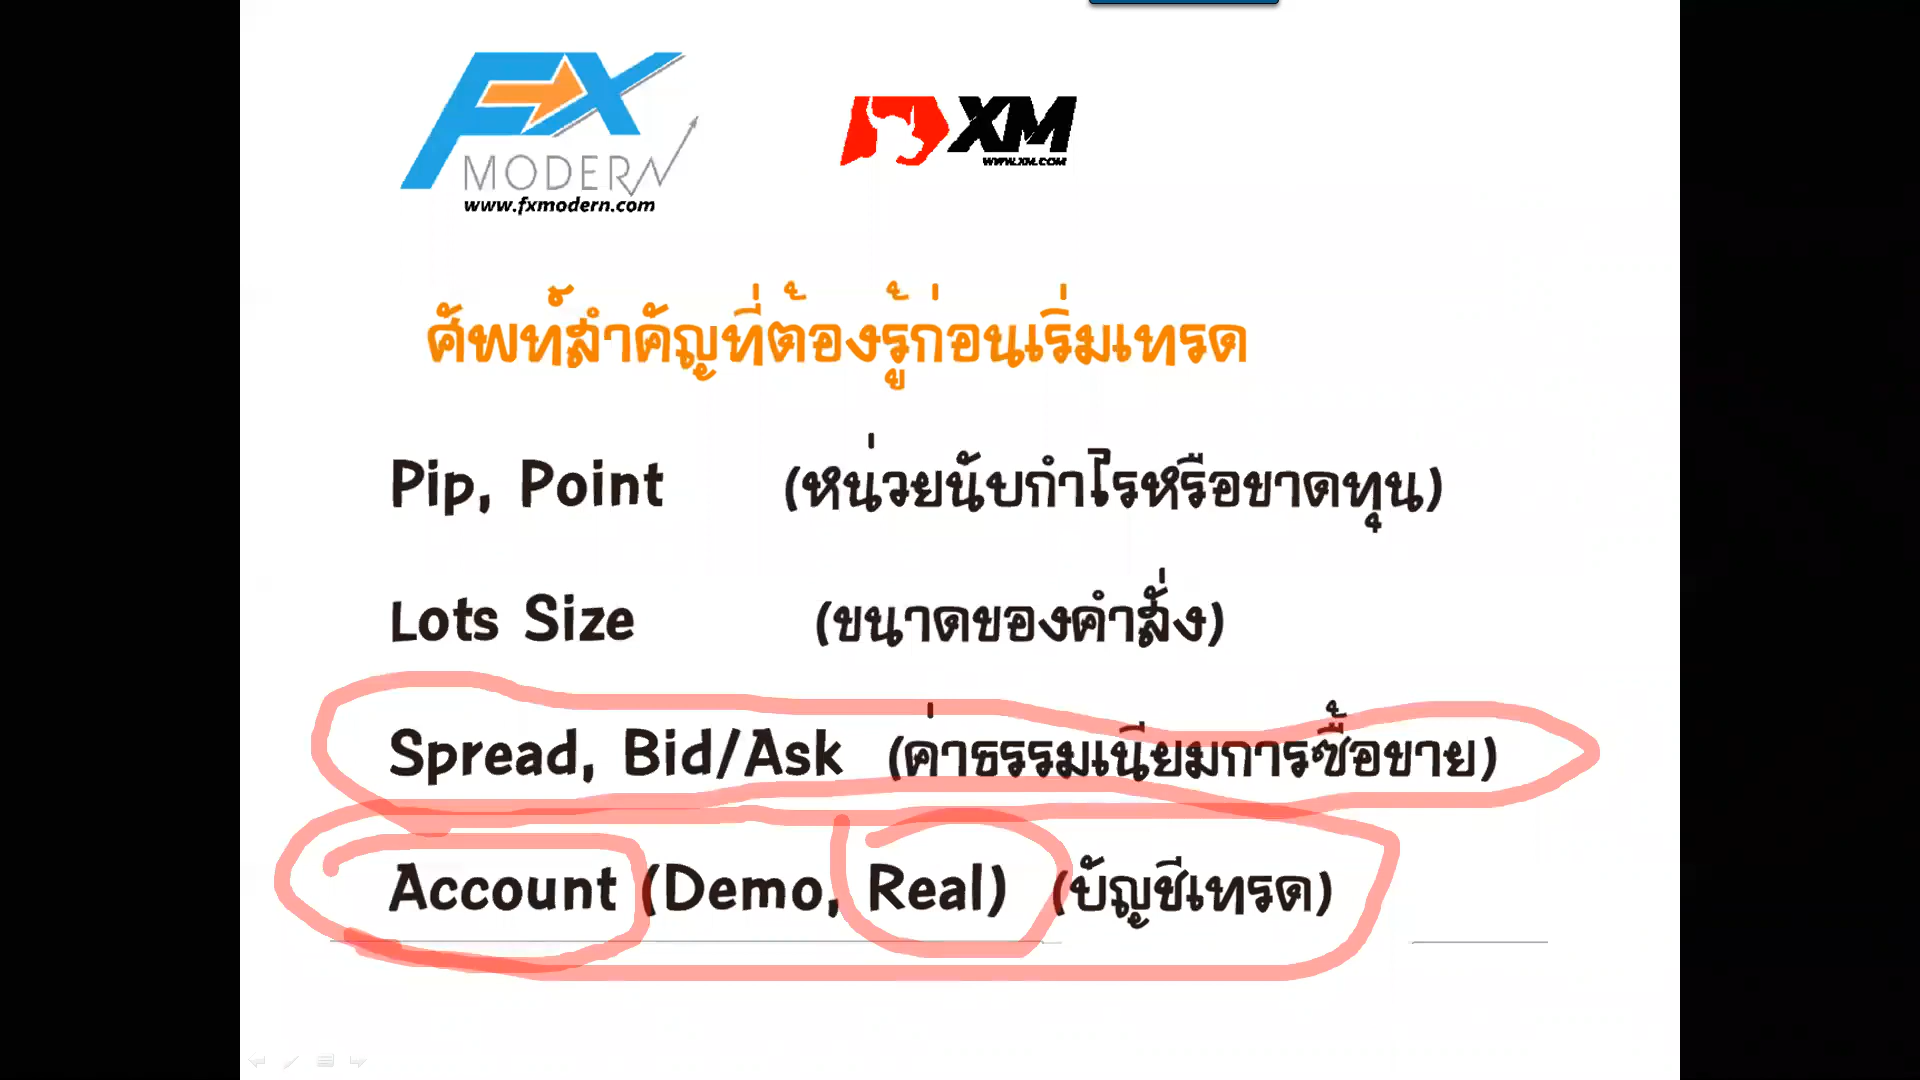 FX
MODERN
www.fxmodern.com
XM
WWW.XM.COM
ศัพท์สำคัญที่ต้องรู้ก่อนเริ่มเทรด
Pip, Point (หน่วยนับกำไรหรือขาดทุน)
Lots Size (ขนาดของคำสั่ง)
Spread, Bid/Ask (ค่าธรรมเนียมการซื้อขาย)
Account (Demo, Real) (บัญชีเทรด)